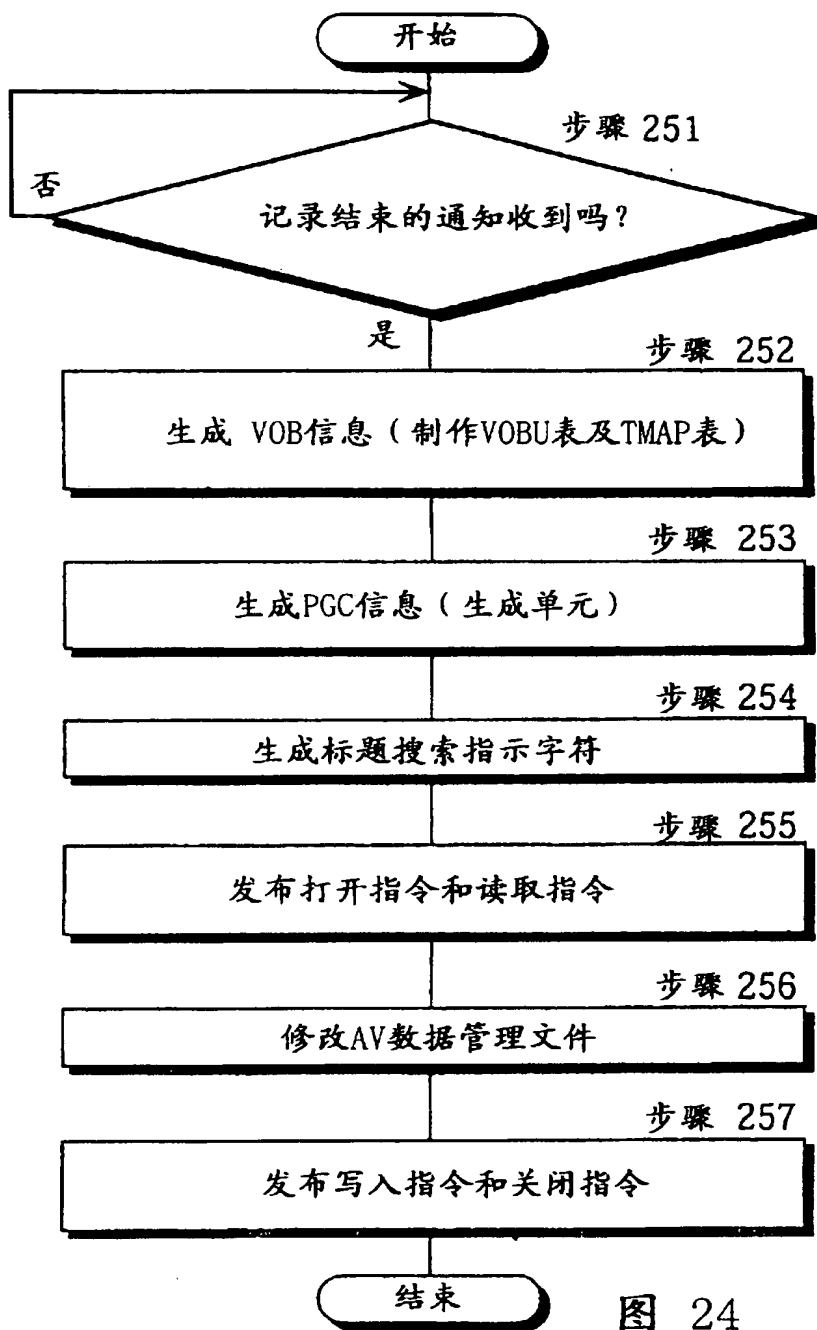 开始
步骤 251
否
记录结束的通知收到吗？
是
步骤 252
生成 VOB信息（制作VOBU表及TMAP表）
步骤 253
生成PGC信息（生成单元）
步骤 254
生成标题搜索指示字符
步骤 255
发布打开指令和读取指令
步骤 256
修改AV数据管理文件
步骤 257
发布写入指令和关闭指令
结束
图 24